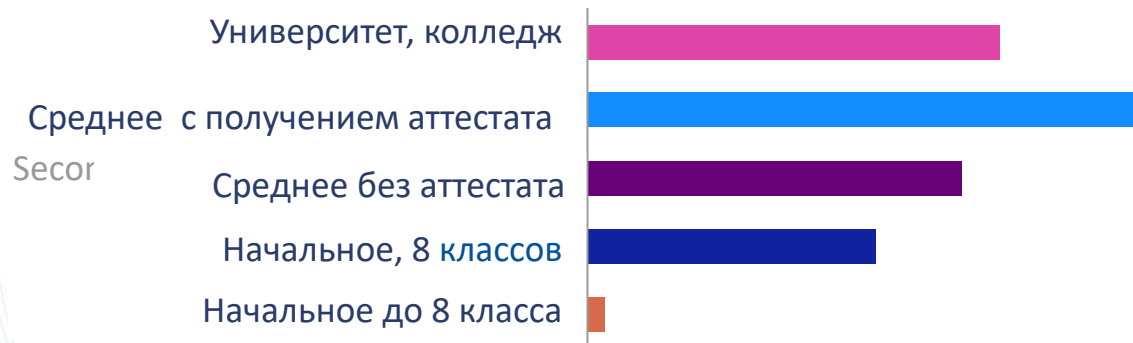 Университет, колледж
Среднее с получением аттестата
Secor
Среднее без аттестата
Начальное, 8 классов
Начальное до 8 класса